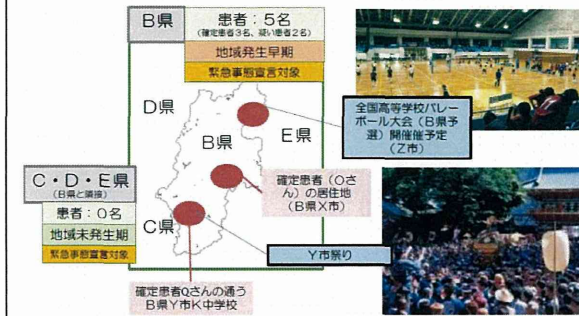 B県
患者：5名
(確定患者3名、疑い患者2名)
地域発生早期
緊急事態宣言対象
D県
E県
B県
C県
全国高等学校バレー
ボール大会（B県予
選）開催催予定
（Z市）
C・D・E県
(B県と隣接)
患者：0名
地域未発生期
緊急事態宣言対象
確定患者（Oさ
ん）の居住地
（B県X市）
Y市祭り
確定患者Qさんの通う
B県Y市K中学校